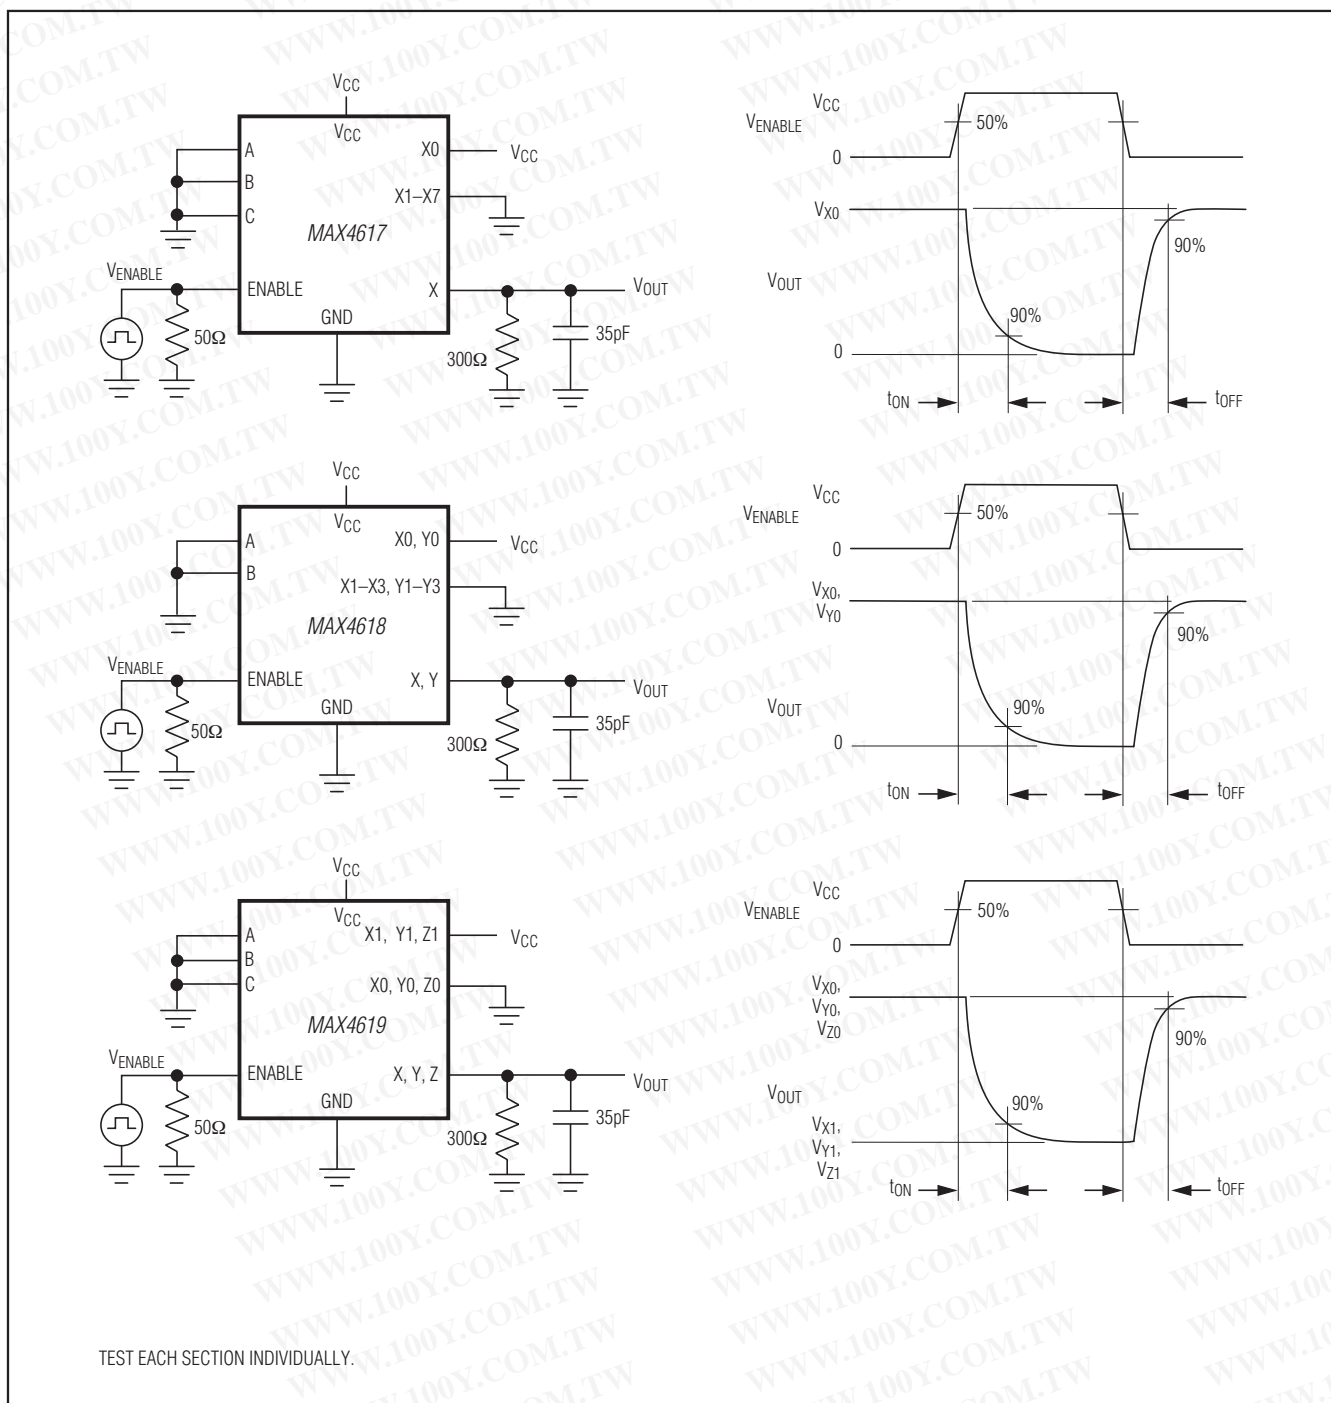 VCC
VCC
A
B
C
X0
VCC
X1–X7
MAX4617
VENABLE
ENABLE
X
VOUT
GND
50Ω
300Ω
35pF
VCC
VENABLE
50%
0
VX0
90%
VOUT
90%
0
tON
tOFF
VCC
VCC
A
B
X0, Y0
VCC
X1–X3, Y1–Y3
MAX4618
VENABLE
ENABLE
X, Y
VOUT
GND
50Ω
300Ω
35pF
VCC
VENABLE
50%
0
VX0,
VY0
90%
VOUT
90%
0
tON
tOFF
VCC
VCC
A
B
C
X1, Y1, Z1
VCC
X0, Y0, Z0
MAX4619
VENABLE
ENABLE
X, Y, Z
VOUT
GND
50Ω
300Ω
35pF
VCC
VENABLE
50%
0
VX0,
VY0,
VZ0
90%
VOUT
90%
VX1,
VY1,
VZ1
tON
tOFF
TEST EACH SECTION INDIVIDUALLY.
WWW.100Y.COM.TW